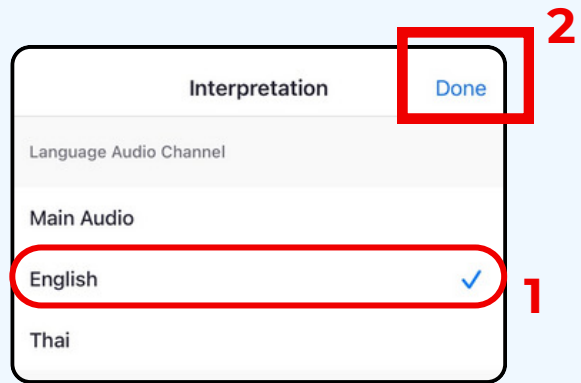 2
Interpretation Done
Language Audio Channel
Main Audio
English
1
Thai